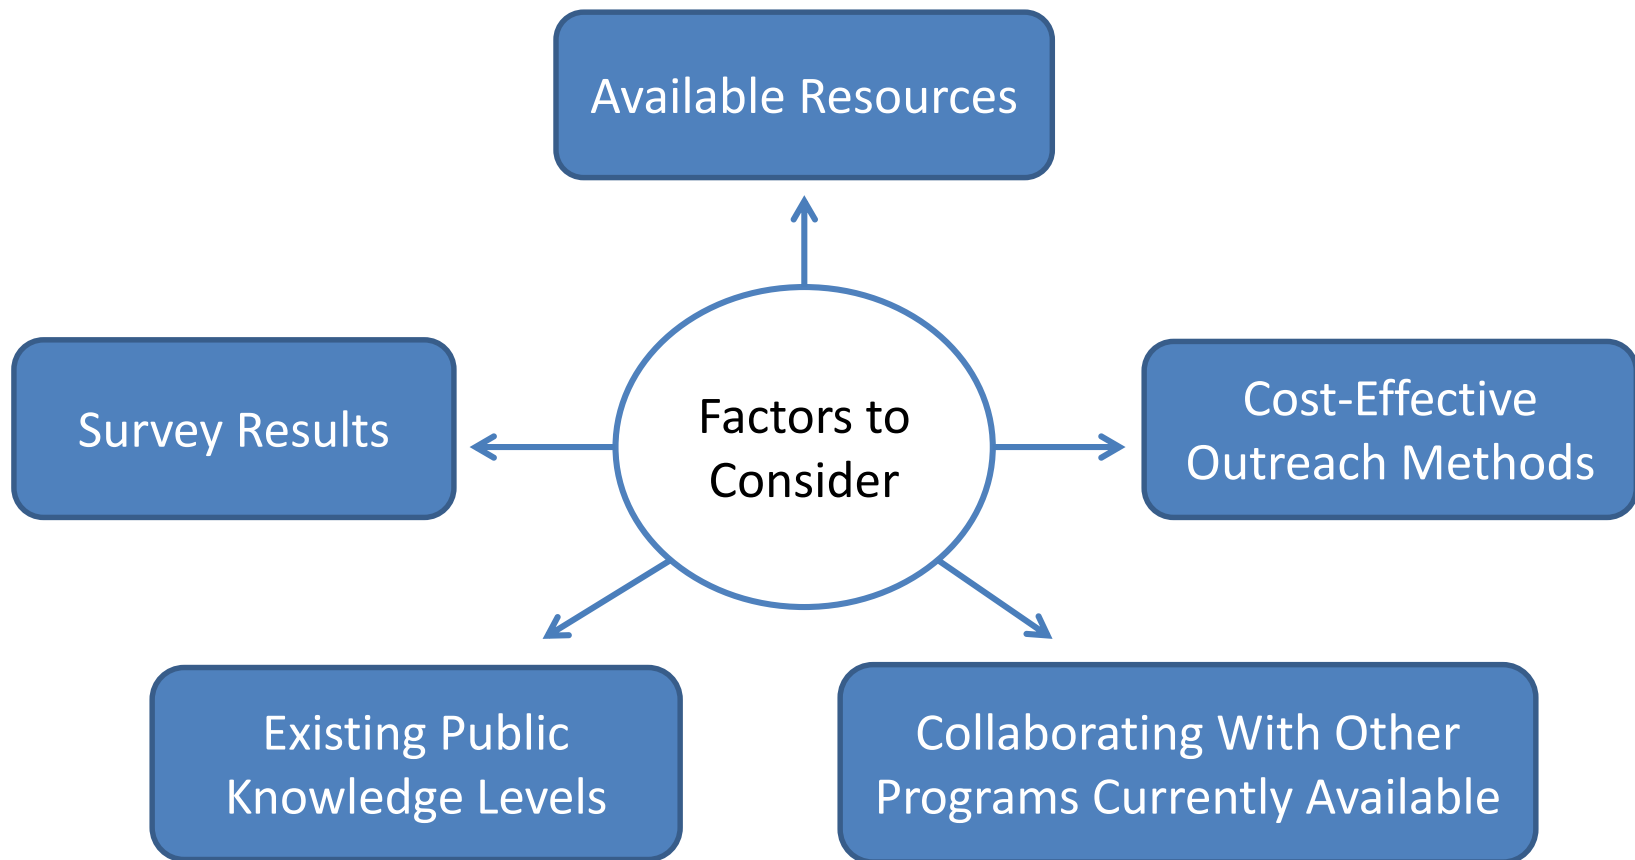 Available Resources
Survey Results
Factors to
Consider
Cost-Effective
Outreach Methods
Existing Public
Knowledge Levels
Collaborating With Other
Programs Currently Available